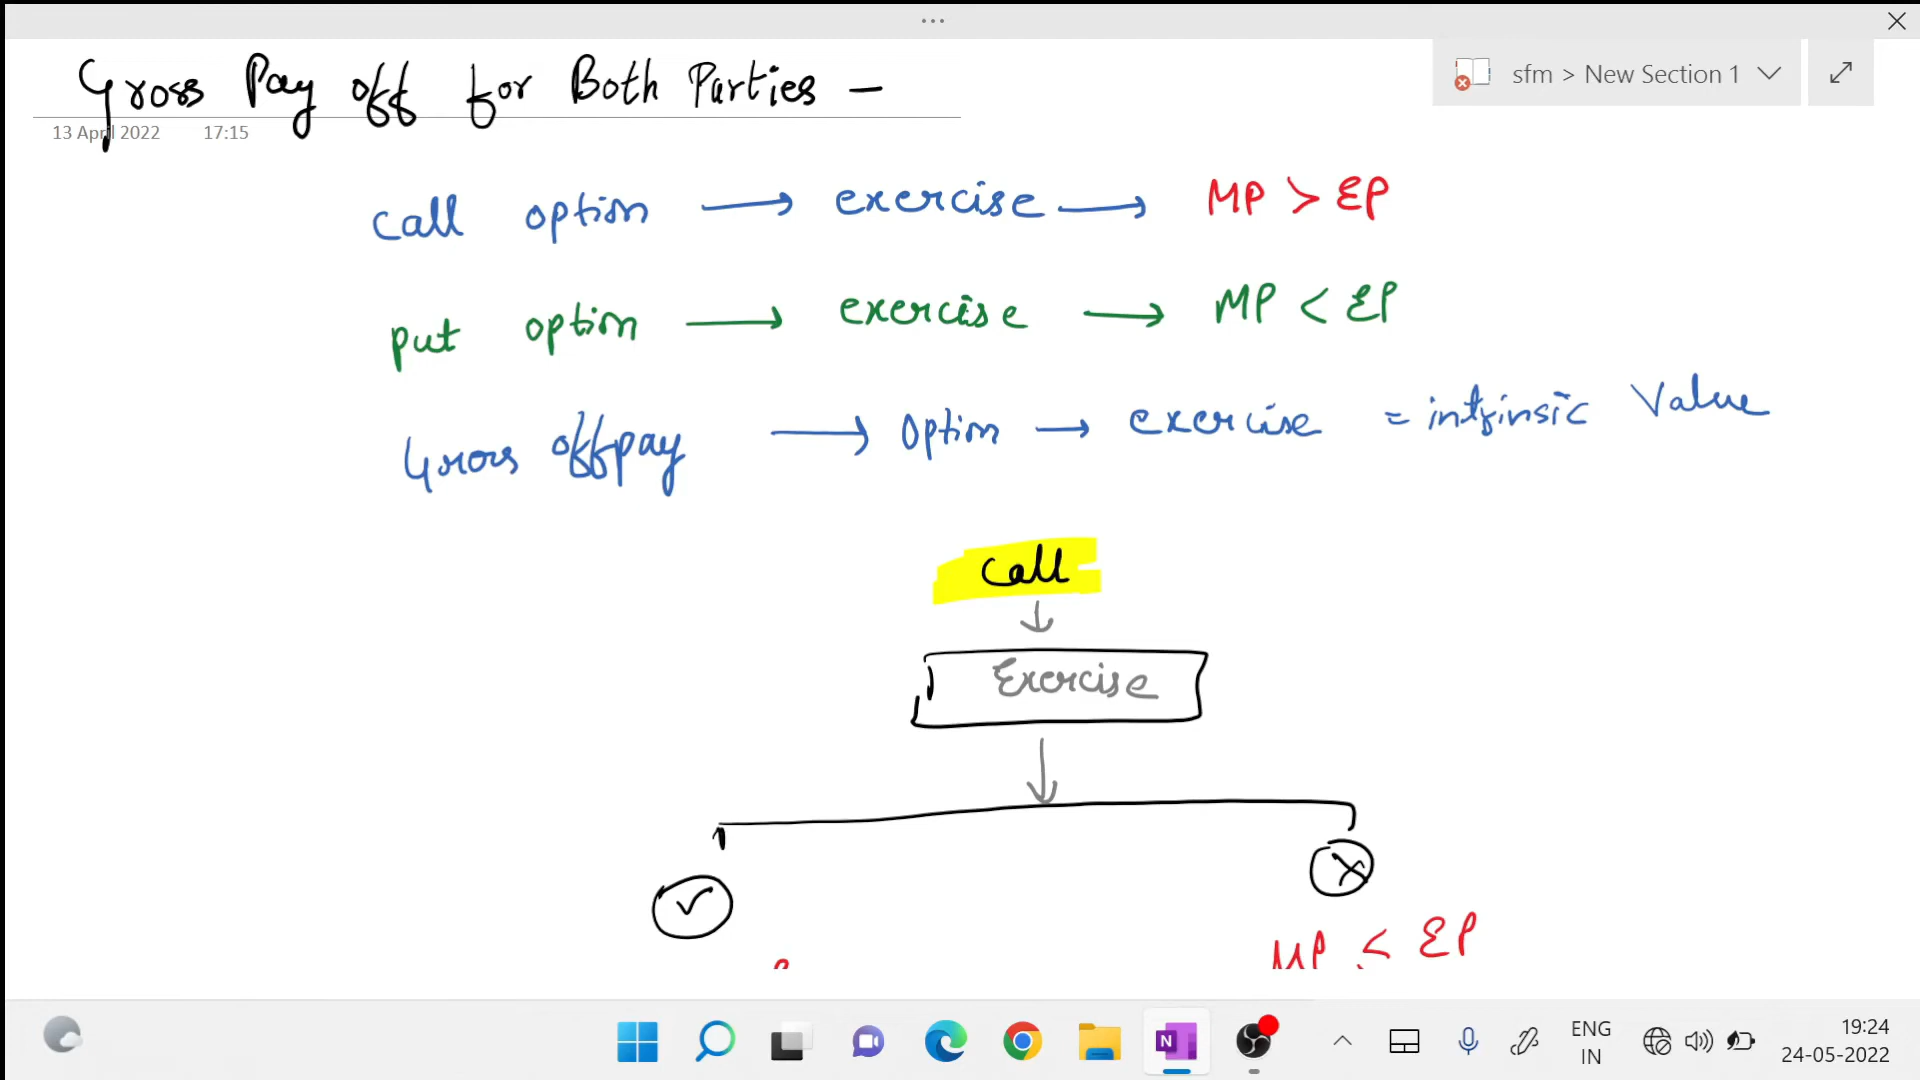 sfm > New Section 1
Gross Pay off for Both Parties -
13 April 2022 17:15
call option → exercise → MP > EP
put option → exercise → MP < EP
Gross offpay → option → exercise = intrinsic Value
Call
Exercise
MP < EP
N
ENG
IN
19:24
24-05-2022